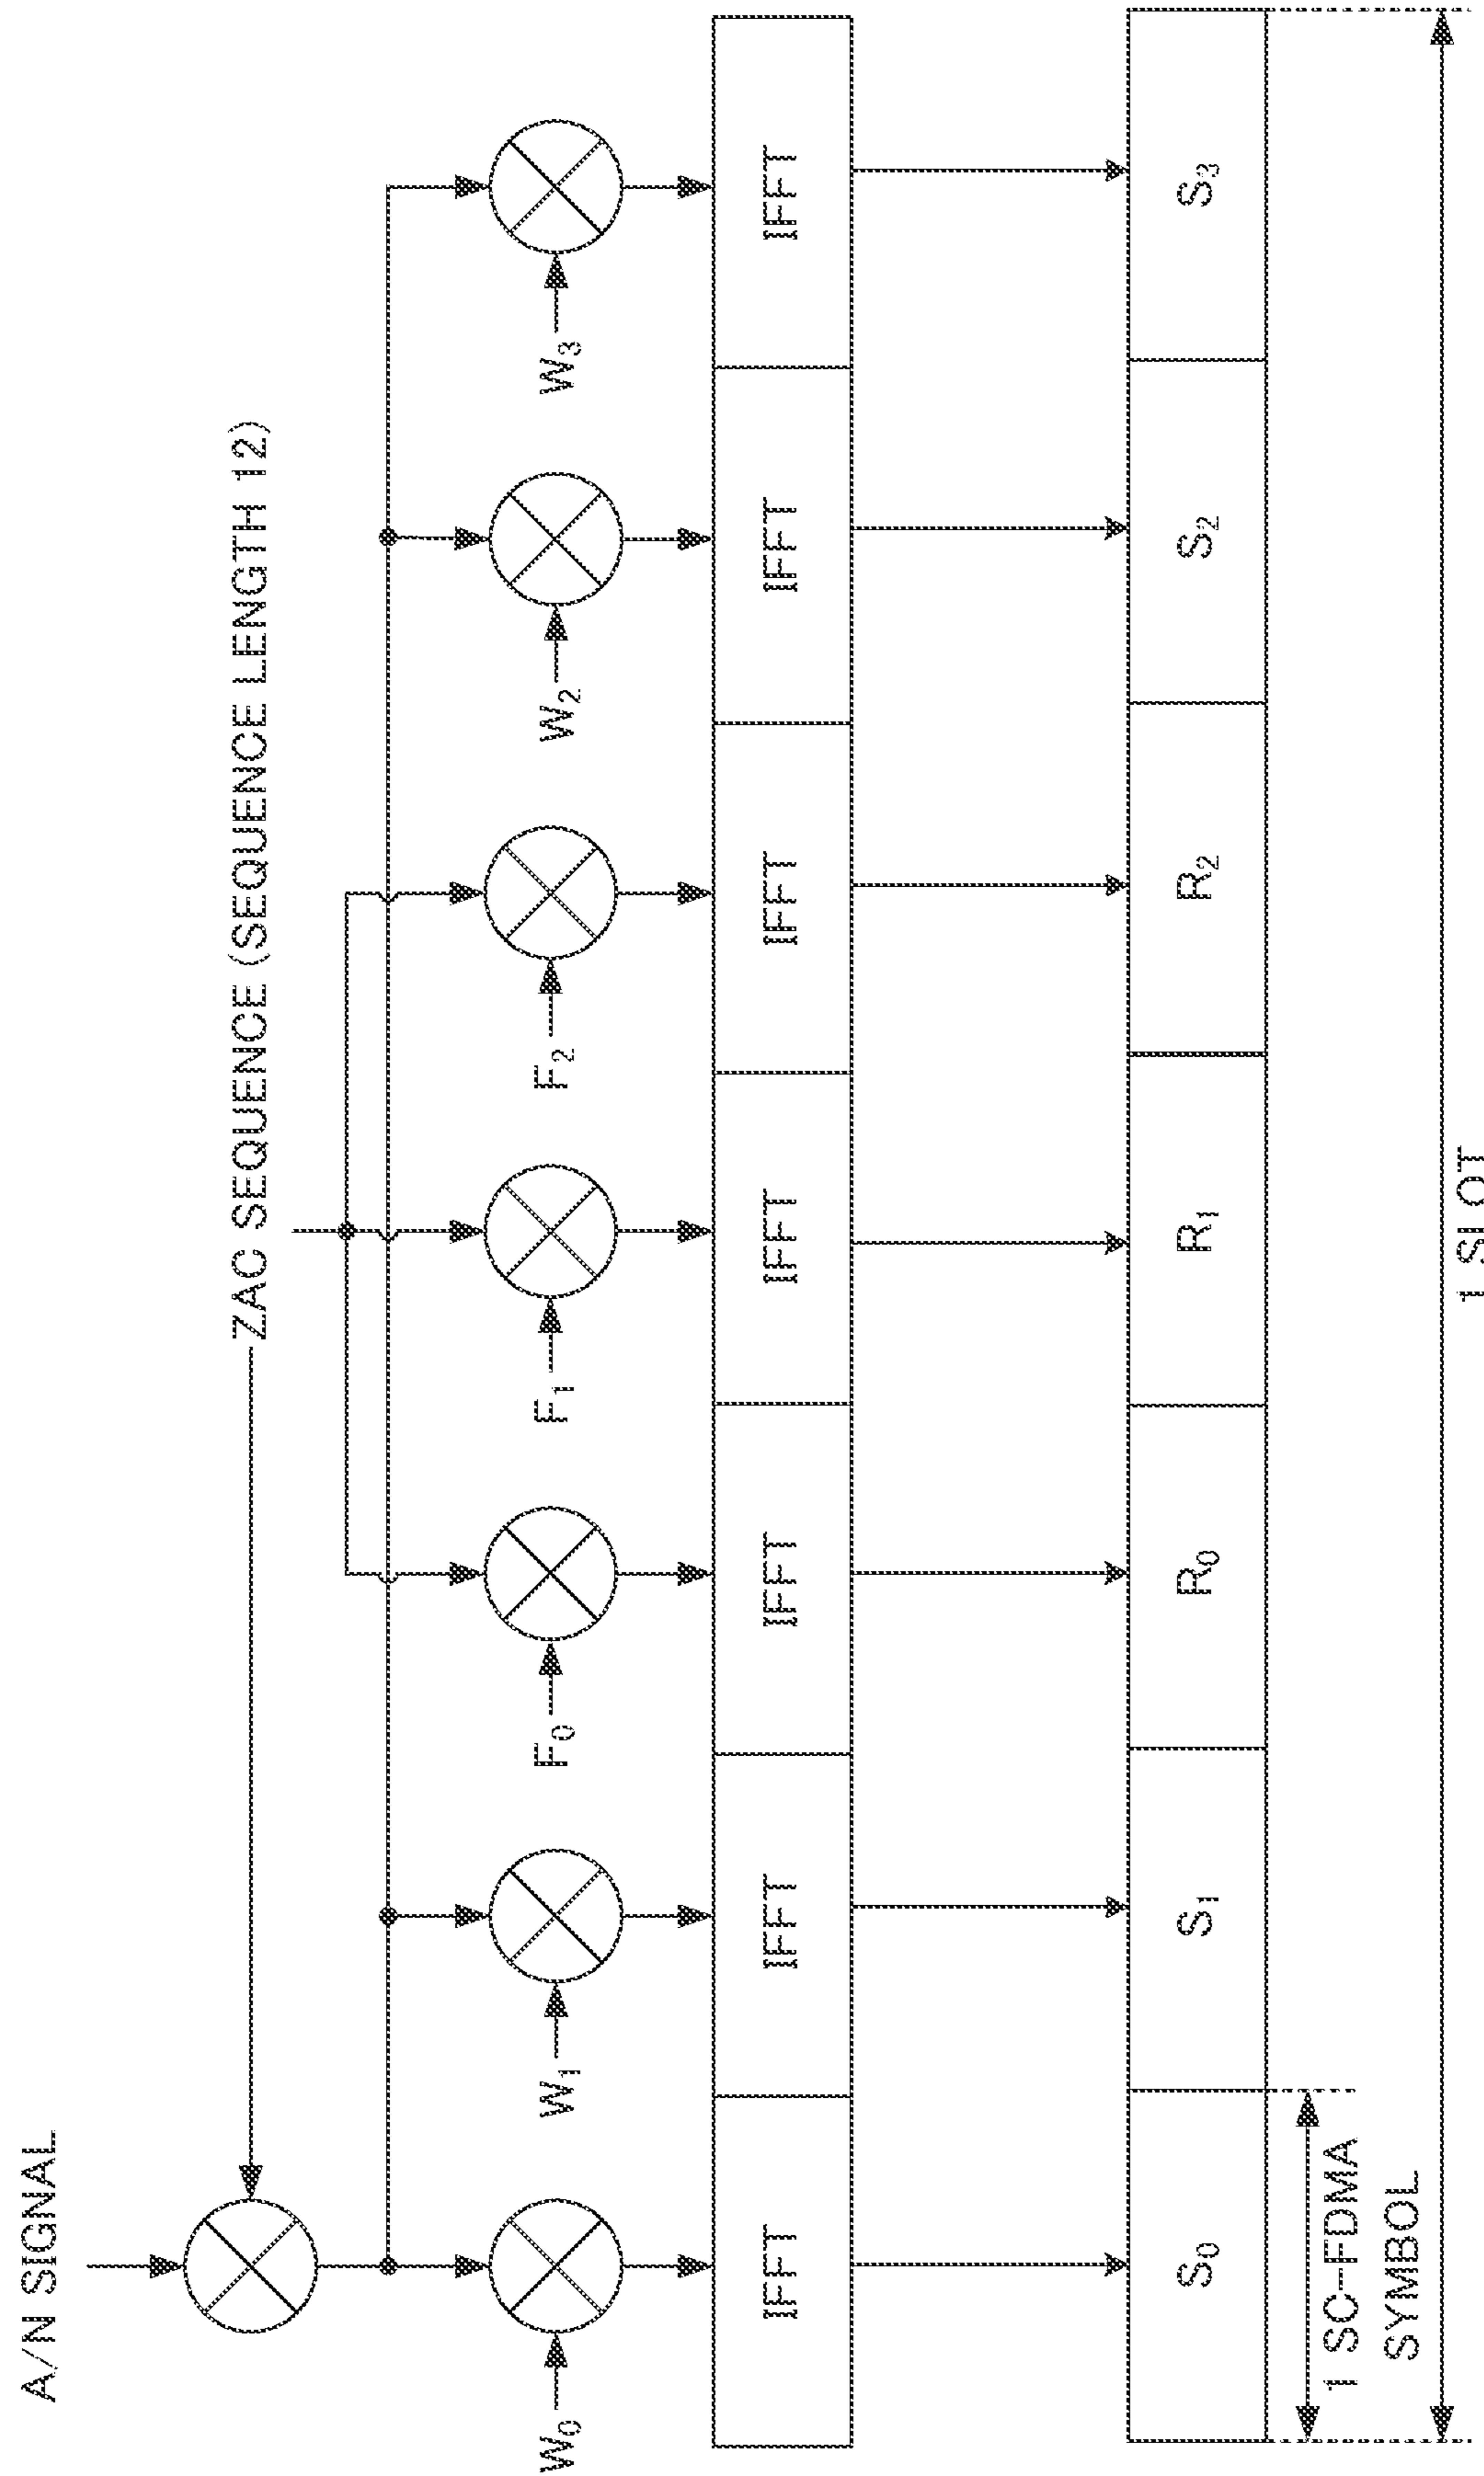 A/N SIGNAL
ZAC SEQUENCE (SEQUENCE LENGTH 12)
W₀
W₁
F₀
F₁
F₂
W₂
W₃
IFFT
IFFT
IFFT
IFFT
IFFT
IFFT
IFFT
S₀
S₁
R₀
R₁
R₂
S₂
S₃
1 SC-FDMA
SYMBOL
1 SLOT